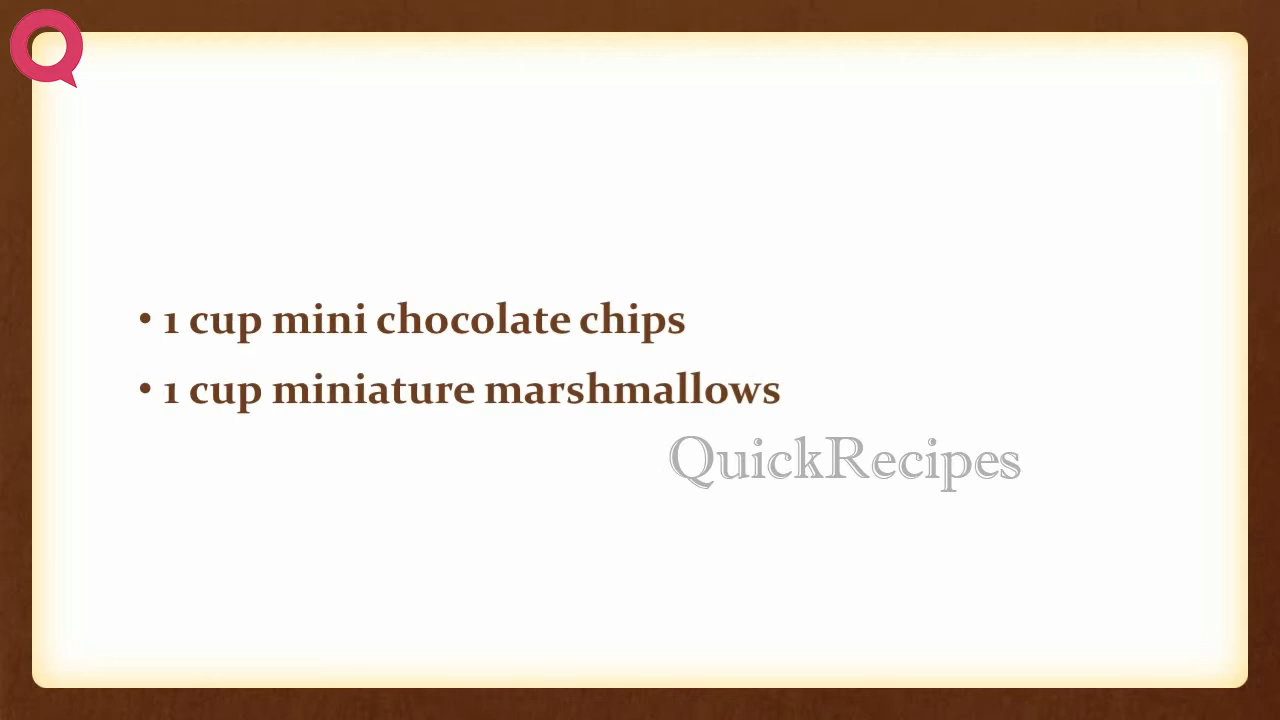 • 1 cup mini chocolate chips
• 1 cup miniature marshmallows
QuickRecipes